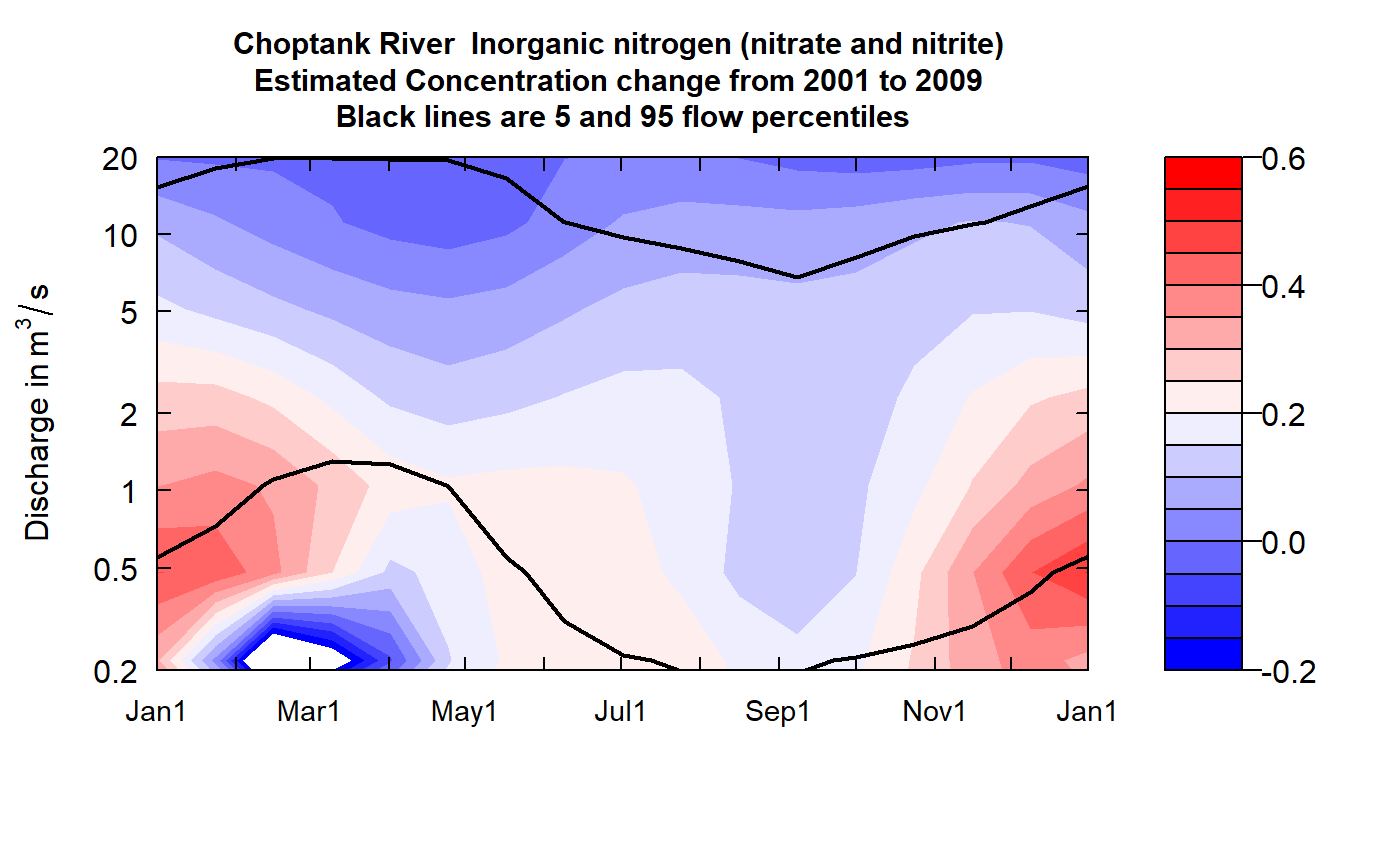 Choptank River  Inorganic nitrogen (nitrate and nitrite)
Estimated Concentration change from 2001 to 2009
Black lines are 5 and 95 flow percentiles
Discharge in m³/s
20
10
5
2
1
0.5
0.2
Jan1 Mar1 May1 Jul1 Sep1 Nov1 Jan1
0.6
0.4
0.2
0.0
-0.2